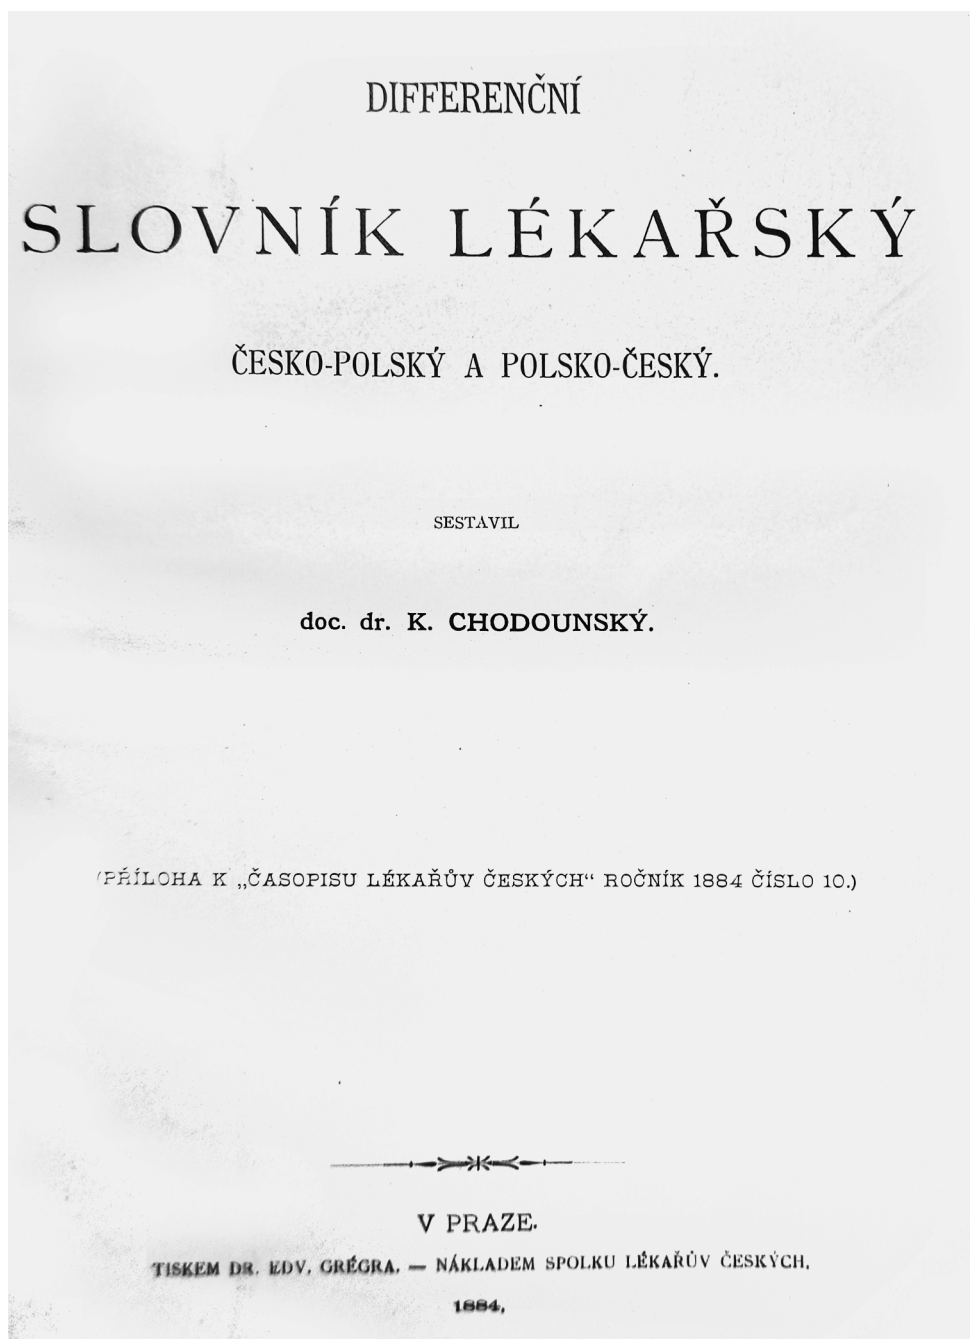 DIFFERENČNÍ
SLOVNÍK LÉKAŘSKÝ
ČESKO-POLSKÝ A POLSKO-ČESKÝ.
SESTAVIL
doc. dr. K. CHODOUNSKÝ.
(PŘÍLOHA K „ČASOPISU LÉKAŘŮV ČESKÝCH“ ROČNÍK 1884 ČÍSLO 10.)
V PRAZE.
TISKEM DR. EDV. GRÉGRA. — NÁKLADEM SPOLKU LÉKAŘŮV ČESKÝCH.
1884.